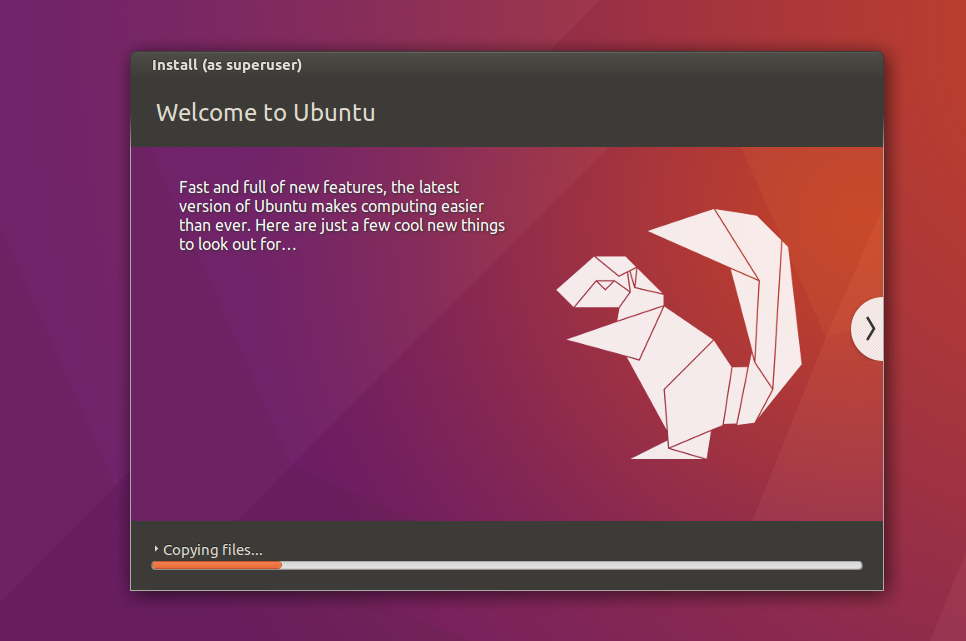 Install (as superuser)
Welcome to Ubuntu
Fast and full of new features, the latest
version of Ubuntu makes computing easier
than ever. Here are just a few cool new things
to look out for…
Copying files...